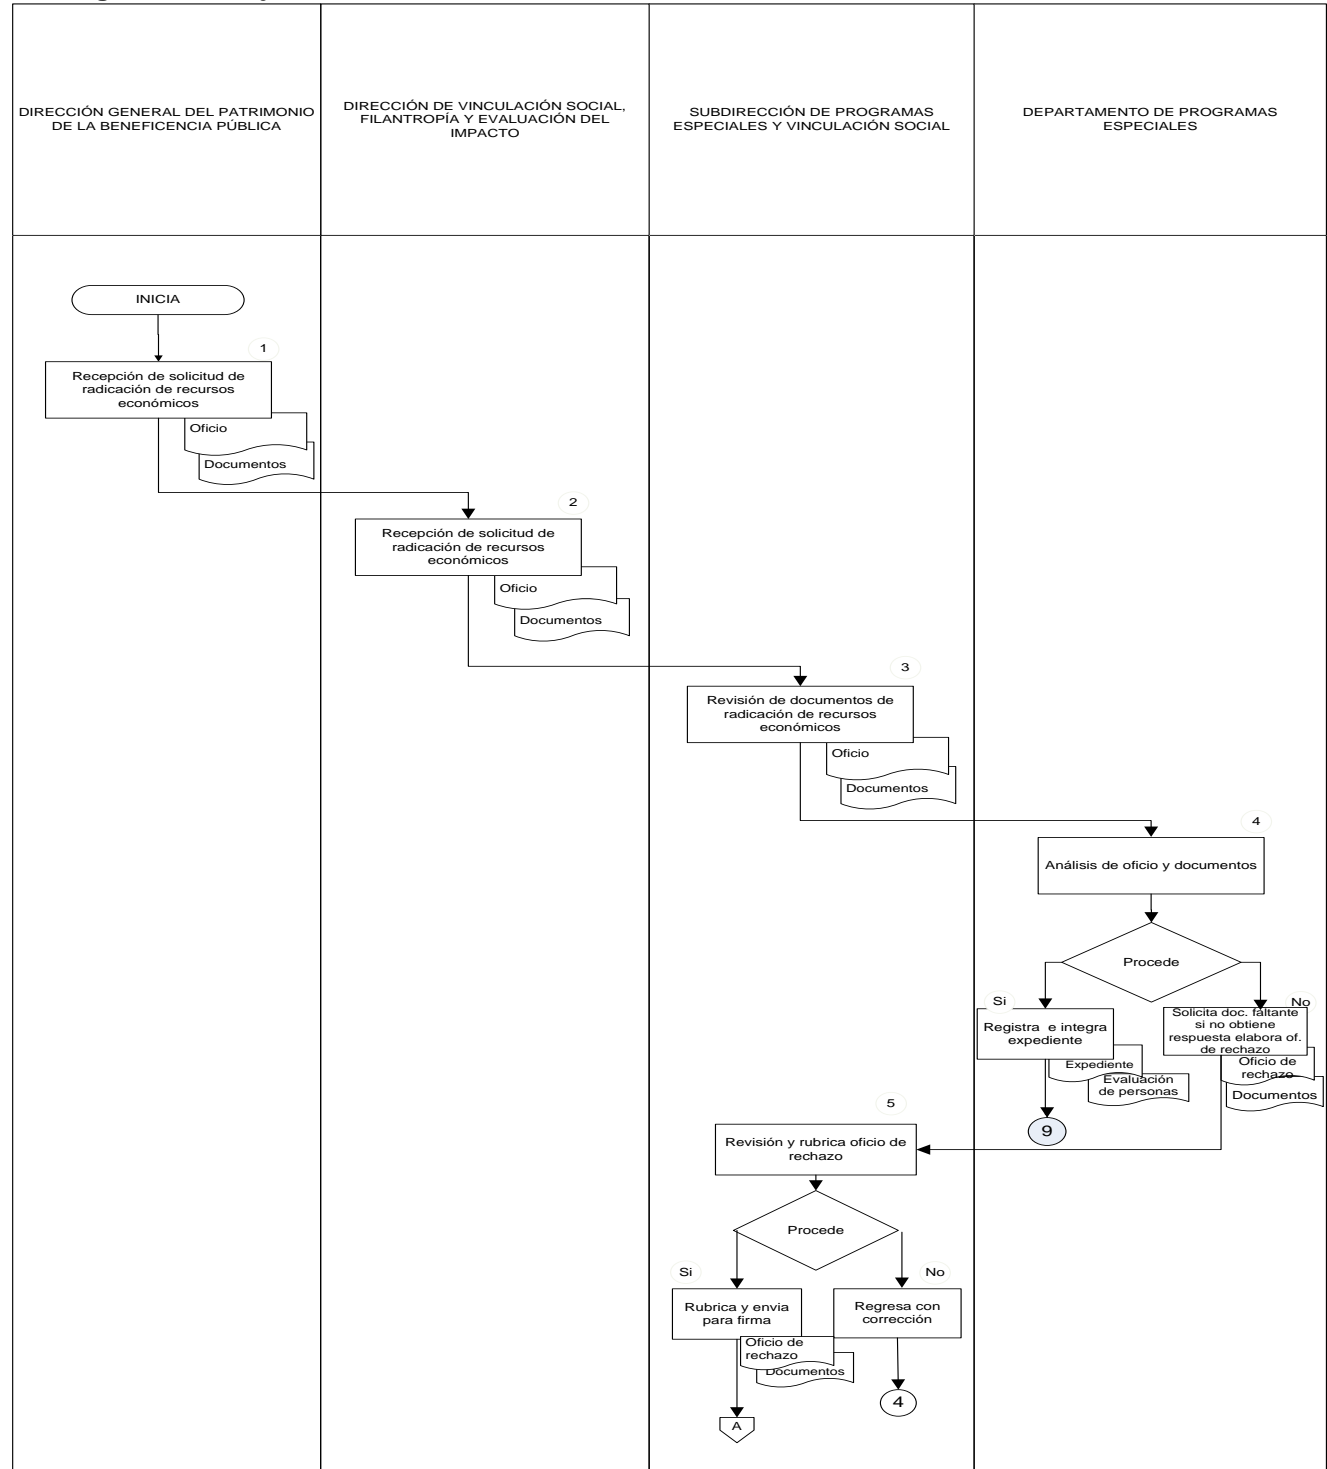 DIRECCIÓN GENERAL DEL PATRIMONIO
DE LA BENEFICENCIA PÚBLICA
DIRECCIÓN DE VINCULACIÓN SOCIAL,
FILANTROPÍA Y EVALUACIÓN DEL
IMPACTO
SUBDIRECCIÓN DE PROGRAMAS
ESPECIALES Y VINCULACIÓN SOCIAL
DEPARTAMENTO DE PROGRAMAS
ESPECIALES
INICIA
1
Recepción de solicitud de
radicación de recursos
económicos
Oficio
Documentos
2
Recepción de solicitud de
radicación de recursos
económicos
Oficio
Documentos
3
Revisión de documentos de
radicación de recursos
económicos
Oficio
Documentos
4
Análisis de oficio y documentos
Procede
Si
Registra e integra
expediente
Expediente
Evaluación
de personas
9
No
Solicita doc. faltante
si no obtiene
respuesta elabora of.
de rechazo
Oficio de
rechazo
Documentos
5
Revisión y rubrica oficio de
rechazo
Procede
Si
Rubrica y envia
para firma
Oficio de
rechazo
Documentos
A
No
Regresa con
corrección
4